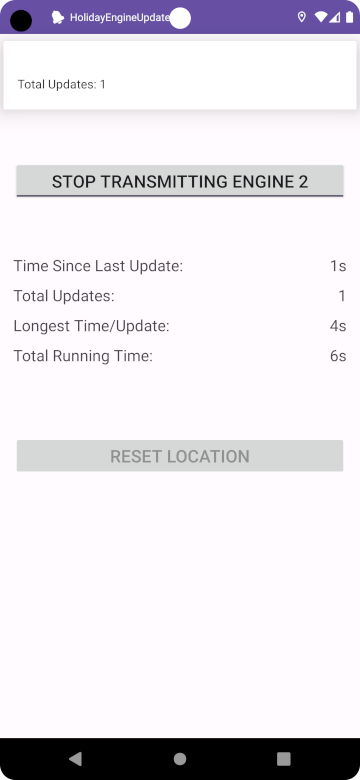 HolidayEngineUpdate
Total Updates: 1
STOP TRANSMITTING ENGINE 2
Time Since Last Update: 1s
Total Updates: 1
Longest Time/Update: 4s
Total Running Time: 6s
RESET LOCATION